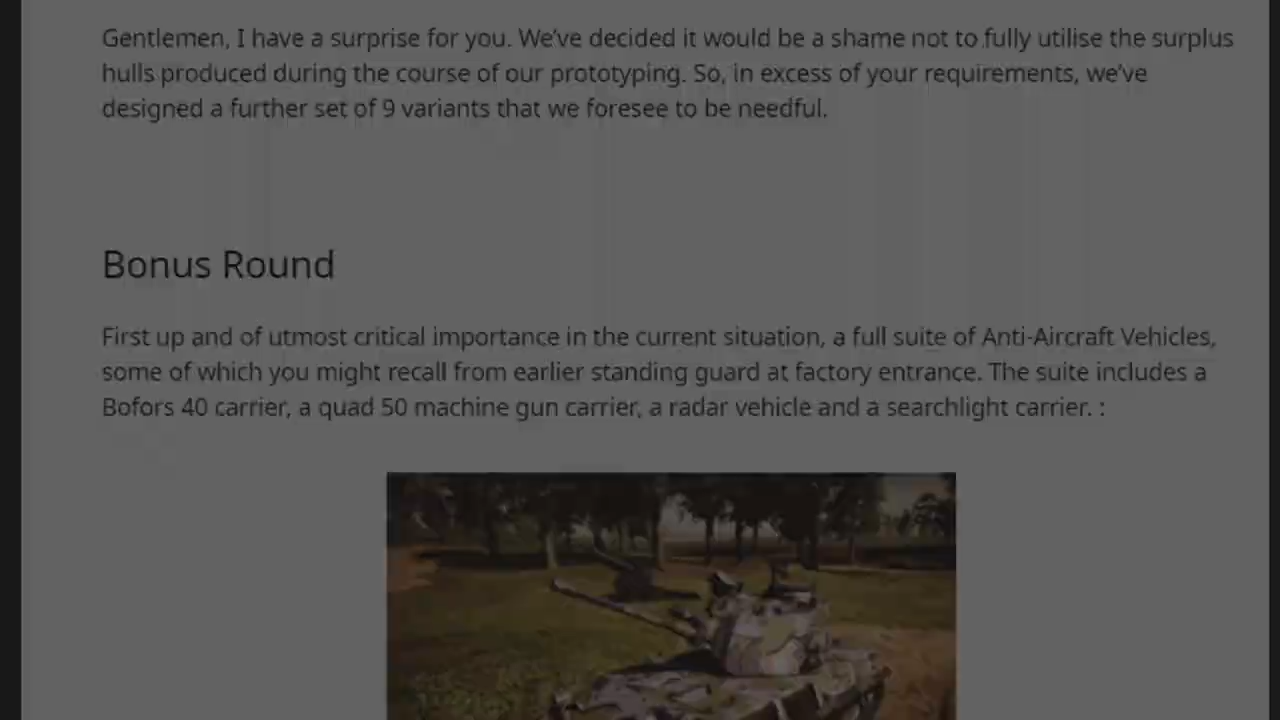 Gentlemen, I have a surprise for you. We've decided it would be a shame not to fully utilise the surplus
hulls produced during the course of our prototyping. So, in excess of your requirements, we've
designed a further set of 9 variants that we foresee to be needful.
Bonus Round
First up and of utmost critical importance in the current situation, a full suite of Anti-Aircraft Vehicles,
some of which you might recall from earlier standing guard at factory entrance. The suite includes a
Bofors 40 carrier, a quad 50 machine gun carrier, a radar vehicle and a searchlight carrier. :